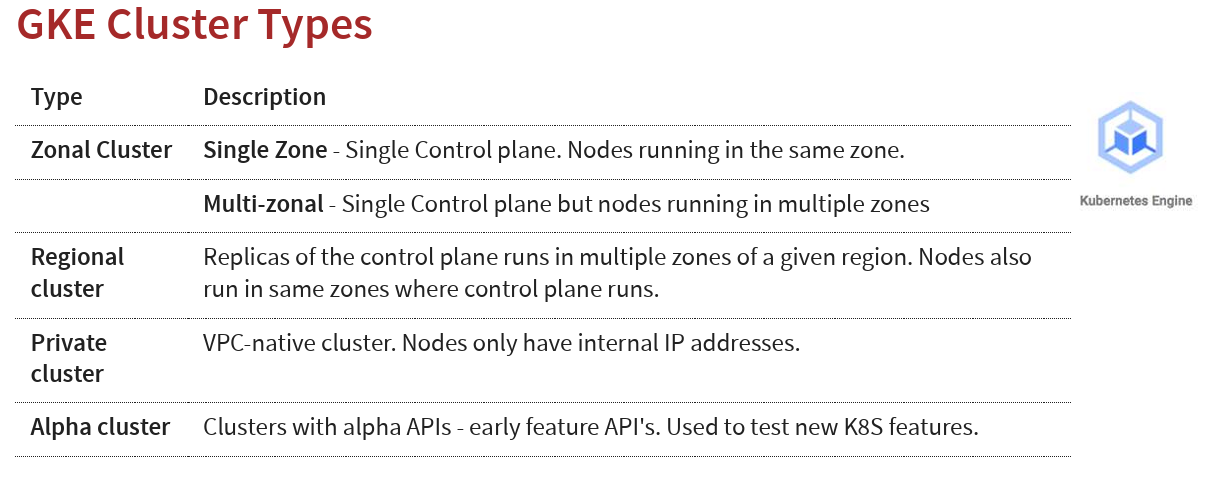 GKE Cluster Types
Type Description
Zonal Cluster Single Zone - Single Control plane. Nodes running in the same zone.
Multi-zonal - Single Control plane but nodes running in multiple zones
Kubernetes Engine
Regional cluster Replicas of the control plane runs in multiple zones of a given region. Nodes also
run in same zones where control plane runs.
Private cluster VPC-native cluster. Nodes only have internal IP addresses.
Alpha cluster Clusters with alpha APIs - early feature API's. Used to test new K8S features.